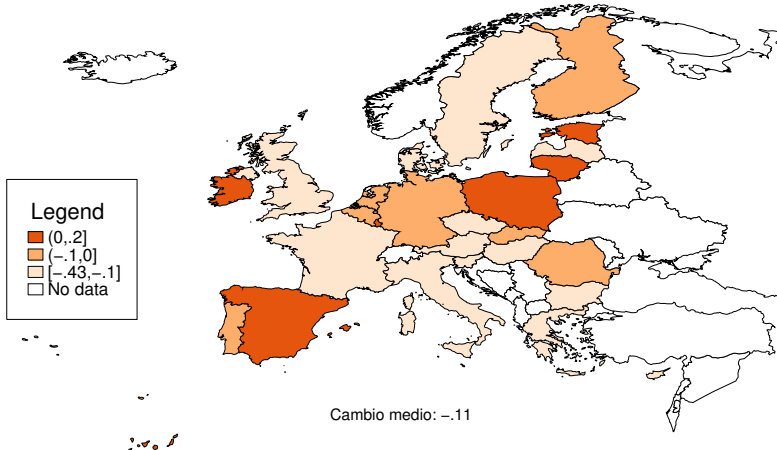 Legend
(0,.2]
(−.1,0]
[−.43,−.1]
No data
Cambio medio: −.11